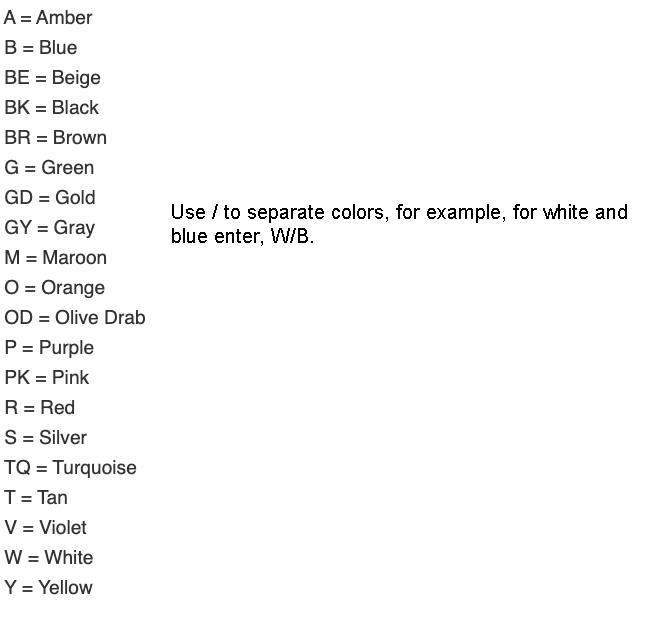 A = Amber
B = Blue
BE = Beige
BK = Black
BR = Brown
G = Green
GD = Gold
GY = Gray
M = Maroon
O = Orange
OD = Olive Drab
P = Purple
PK = Pink
R = Red
S = Silver
TQ = Turquoise
T = Tan
V = Violet
W = White
Y = Yellow
Use / to separate colors, for example, for white and
blue enter, W/B.